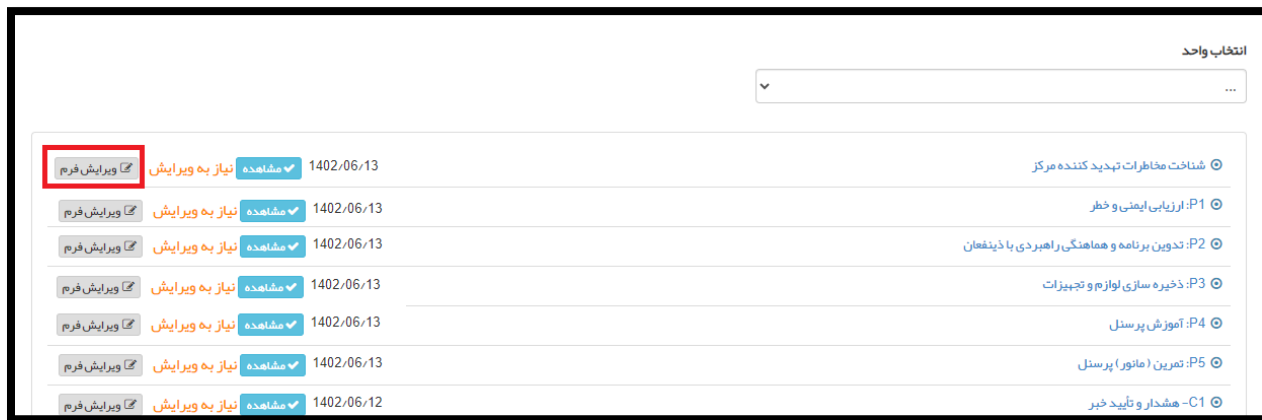 انتخاب واحد
...
شناخت مخاطرات تهدید کننده مرکز 1402/06/13 مشاهده نیاز به ویرایش ویرایش فرم
P1: ارزیابی ایمنی و خطر 1402/06/13 مشاهده نیاز به ویرایش ویرایش فرم
P2: تدوین برنامه و هماهنگی راهبردی با ذینفعان 1402/06/13 مشاهده نیاز به ویرایش ویرایش فرم
P3: ذخیره سازی لوازم و تجهیزات 1402/06/13 مشاهده نیاز به ویرایش ویرایش فرم
P4: آموزش پرسنل 1402/06/13 مشاهده نیاز به ویرایش ویرایش فرم
P5: تمرین (مانور) پرسنل 1402/06/13 مشاهده نیاز به ویرایش ویرایش فرم
C1- هشدار و تأیید خبر 1402/06/12 مشاهده نیاز به ویرایش ویرایش فرم